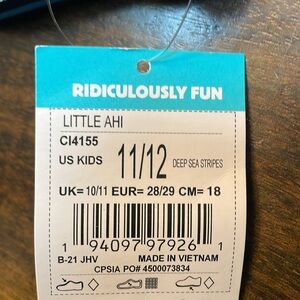 RIDICULOUSLY FUN
LITTLE AHI
CI4155
US KIDS 11/12 DEEP SEA STRIPES
UK= 10/11 EUR= 28/29 CM= 18
1 94097 97926 1
B-21 JHV MADE IN VIETNAM
CPSIA PO# 4500073834